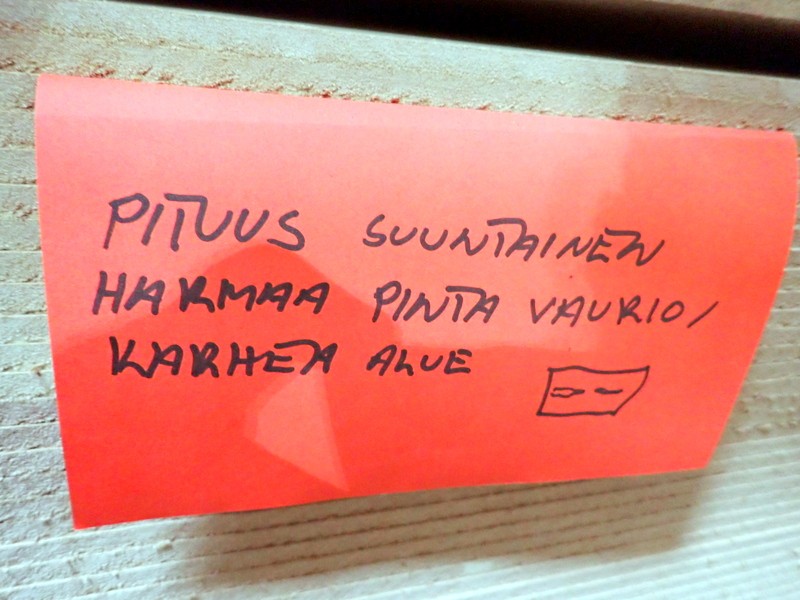 PITUUS SUUNTAINEN
HARMAA PINTA VAURIO/
KARHEA ALUE